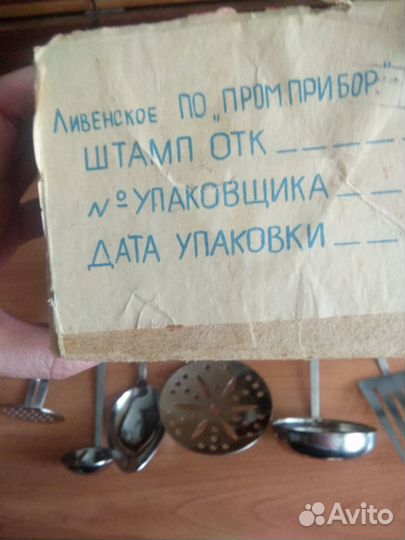 Ливенское ПО „ПРОМПРИБОР."
ШТАМП ОТК _ _ _ _ _
№ УПАКОВЩИКА _ _
ДАТА УПАКОВКИ _ _
Avito